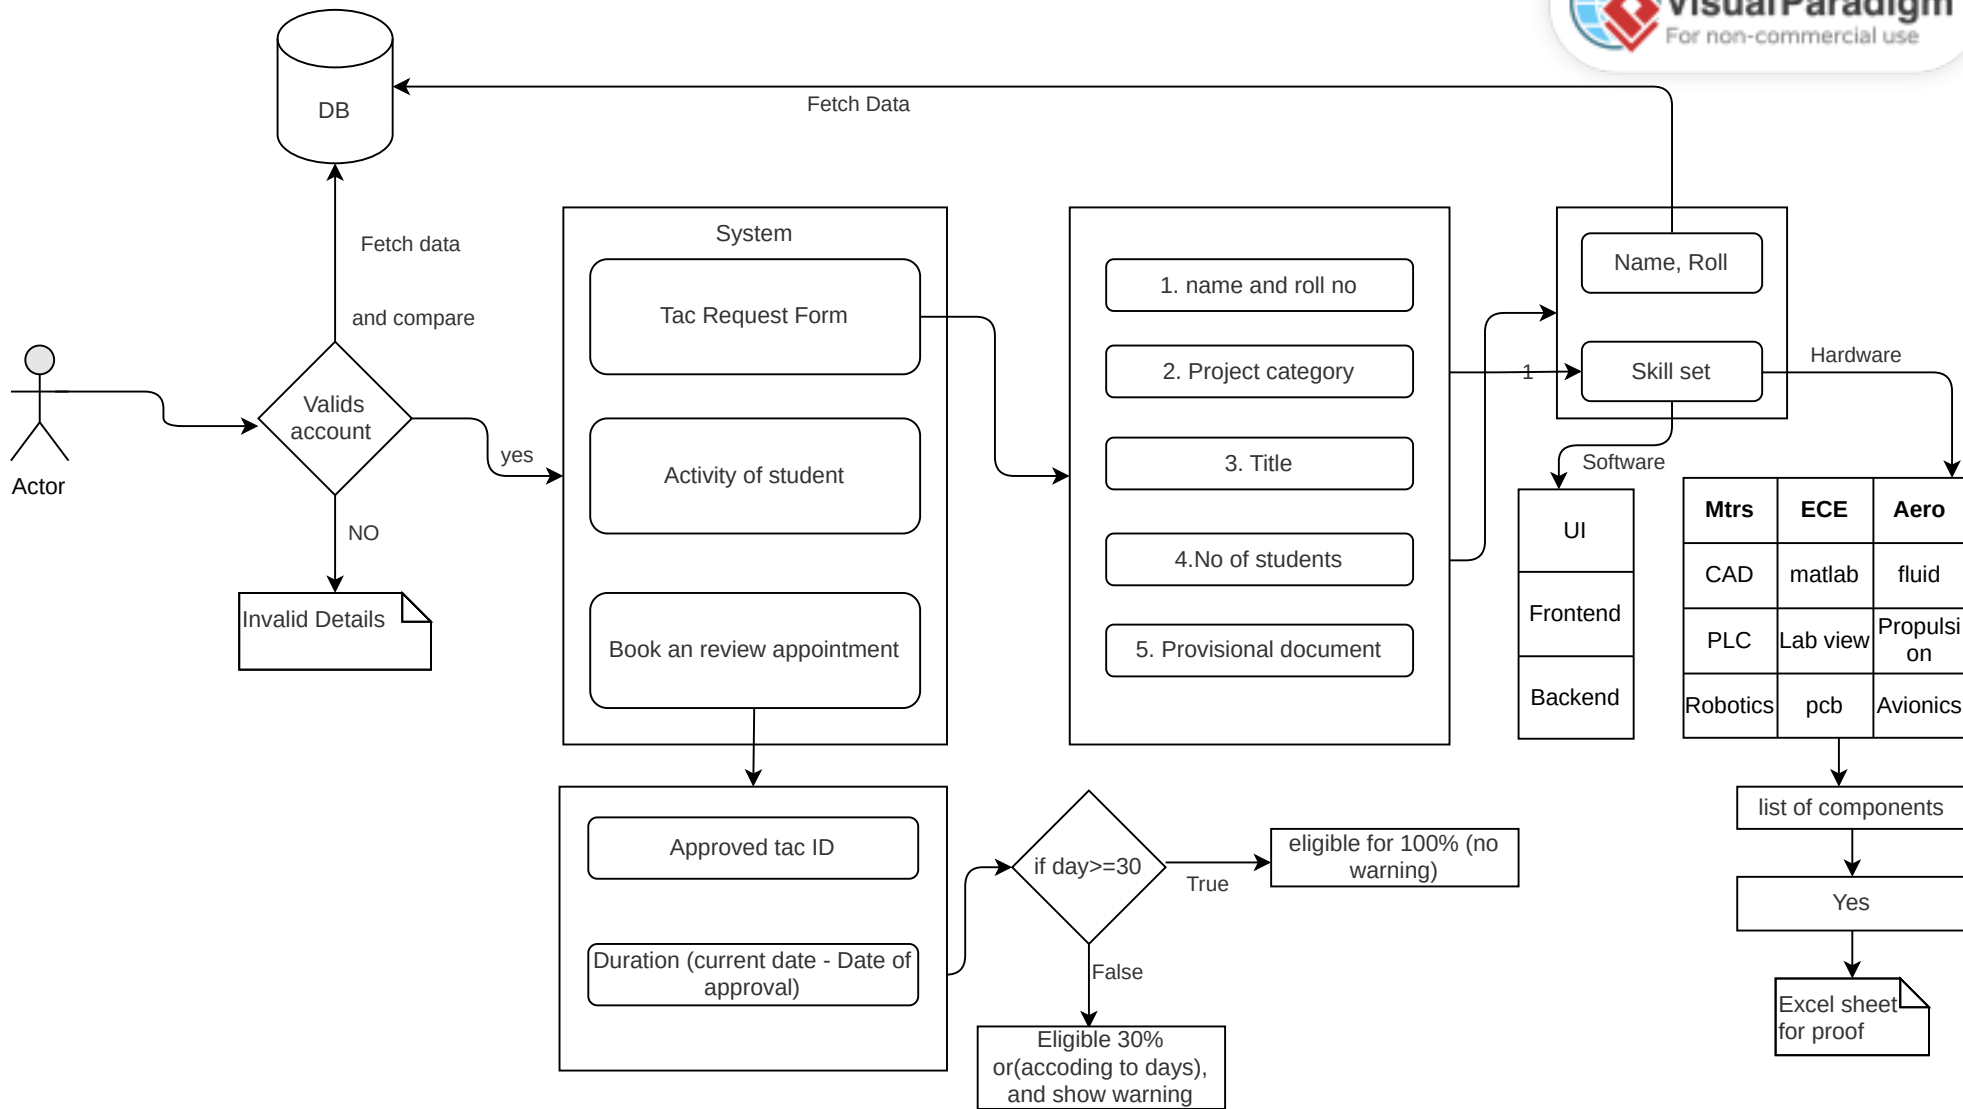 VisualParadigm
For non-commercial use
DB
Fetch Data
Fetch data
and compare
Valids
account
Actor
yes
NO
Invalid Details
System
Tac Request Form
Activity of student
Book an review appointment
1. name and roll no
2. Project category
3. Title
4.No of students
5. Provisional document
1
Name, Roll
Skill set
Hardware
Software
UI
Frontend
Backend
Mtrs ECE Aero
CAD matlab fluid
PLC Lab view Propulsi
on
Robotics pcb Avionics
list of components
Yes
Excel sheet
for proof
Approved tac ID
Duration (current date - Date of
approval)
if day>=30
True
eligible for 100% (no
warning)
False
Eligible 30%
or(accoding to days),
and show warning